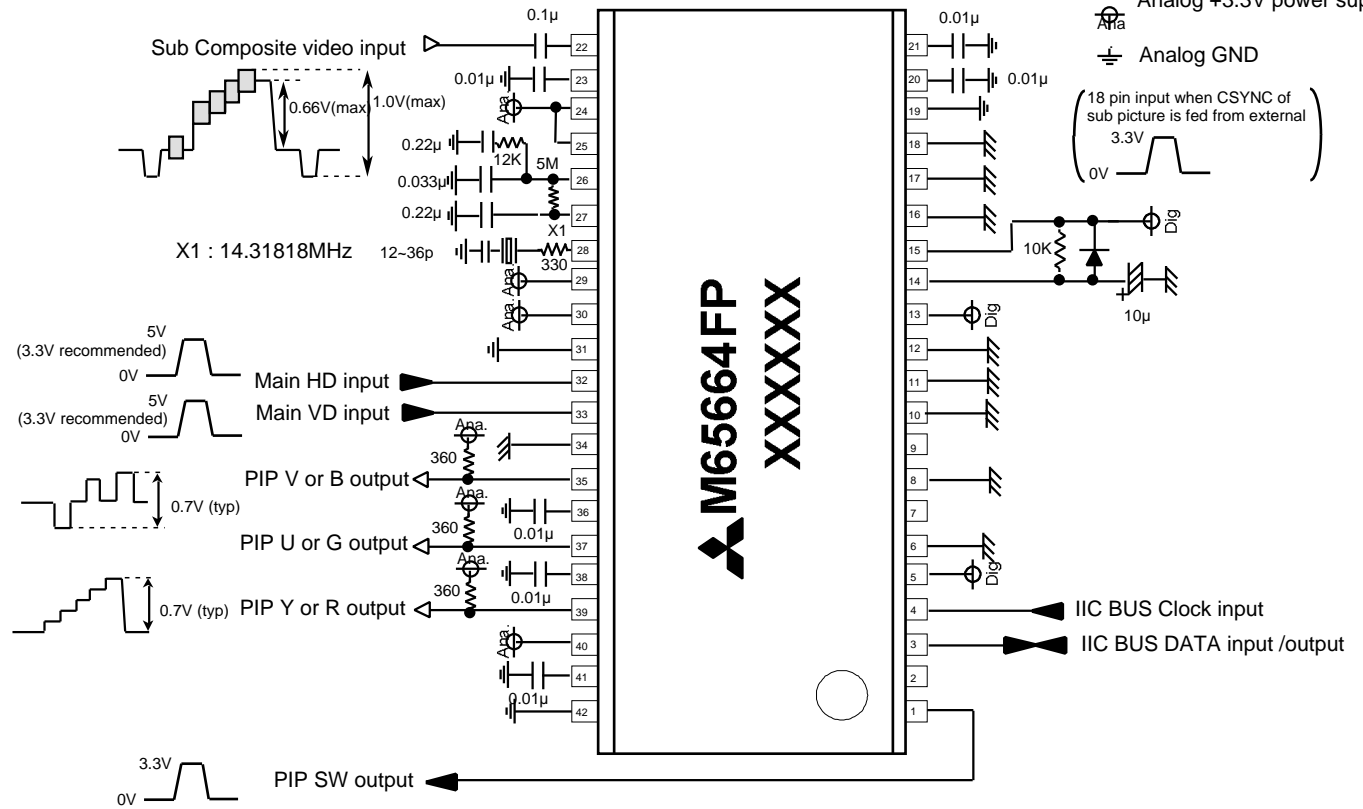 0.1µ
Sub Composite video input
0.66V(max)
1.0V(max)
0.01µ
Ana.
0.22µ
12K
5M
0.033µ
0.22µ
X1
X1 : 14.31818MHz
12~36p
330
Ana.
Ana.
5V
(3.3V recommended)
0V
Main HD input
5V
(3.3V recommended)
0V
Main VD input
Ana.
360
PIP V or B output
0.7V (typ)
Ana.
0.01µ
360
PIP U or G output
Ana.
0.01µ
360
PIP Y or R output
0.7V (typ)
Ana.
0.01µ
3.3V
0V
PIP SW output
22
23
24
25
26
27
28
29
30
31
32
33
34
35
36
37
38
39
40
41
42
M65664FP
XXXXXX
21
20
19
18
17
16
15
14
13
12
11
10
9
8
7
6
5
4
3
2
1
0.01µ
0.01µ
Analog +3.3V power sup
Ana
Analog GND
18 pin input when CSYNC of
sub picture is fed from external
3.3V
0V
Dig
10K
+
10µ
Dig
Dig
IIC BUS Clock input
IIC BUS DATA input /output